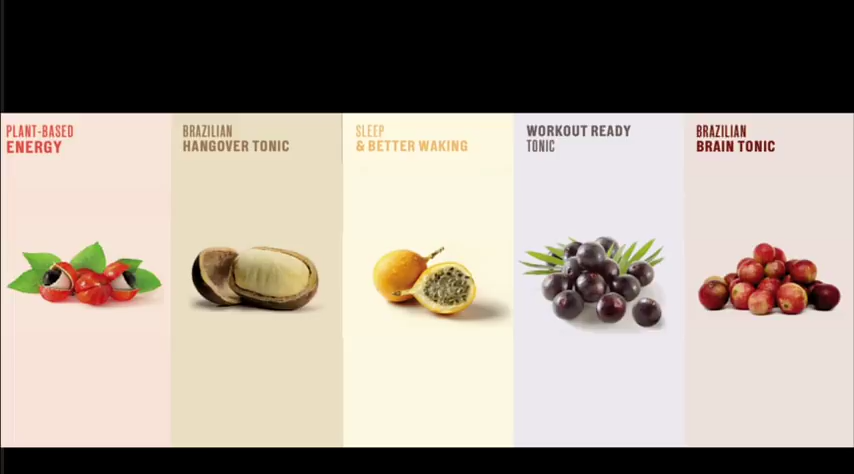 PLANT-BASED
ENERGY
BRAZILIAN
HANGOVER TONIC
SLEEP
& BETTER WAKING
WORKOUT READY
TONIC
BRAZILIAN
BRAIN TONIC